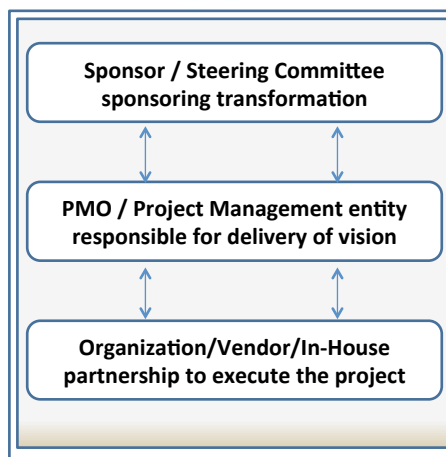 Sponsor / Steering Committee
sponsoring transformation
PMO / Project Management entity
responsible for delivery of vision
Organization/Vendor/In-House
partnership to execute the project